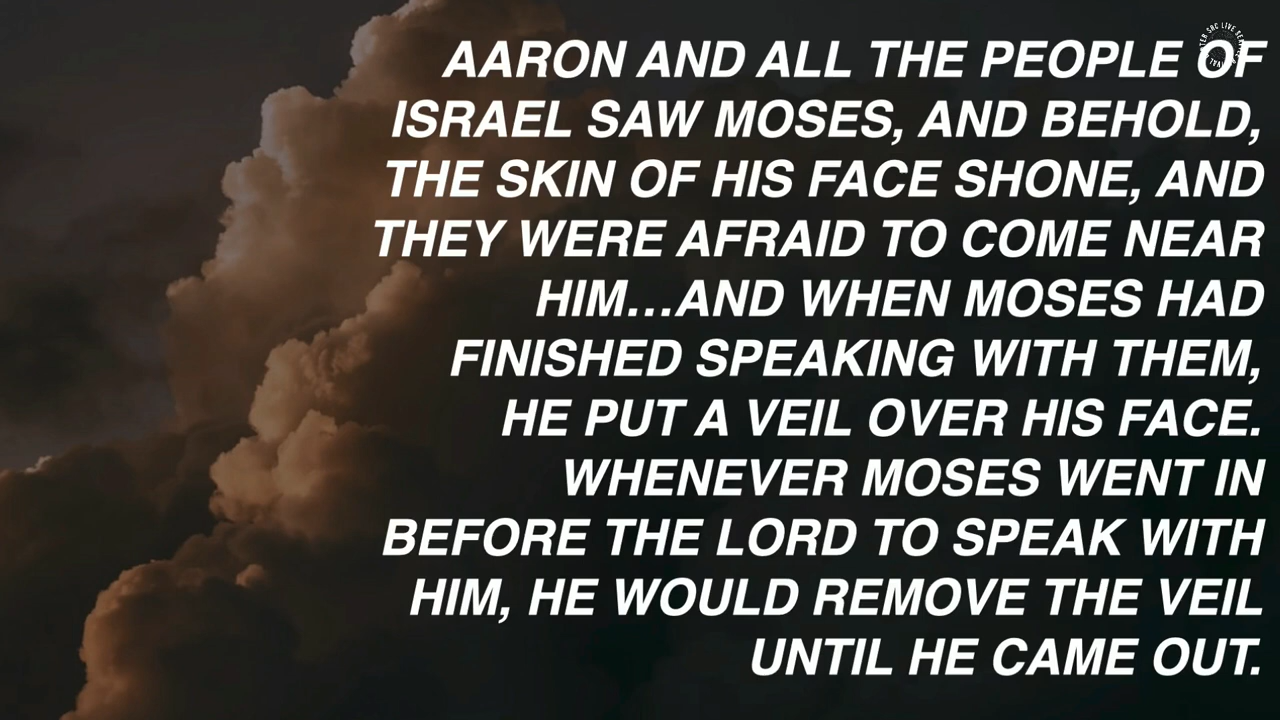 AARON AND ALL THE PEOPLE OF
ISRAEL SAW MOSES, AND BEHOLD,
THE SKIN OF HIS FACE SHONE, AND
THEY WERE AFRAID TO COME NEAR
HIM...AND WHEN MOSES HAD
FINISHED SPEAKING WITH THEM,
HE PUT A VEIL OVER HIS FACE.
WHENEVER MOSES WENT IN
BEFORE THE LORD TO SPEAK WITH
HIM, HE WOULD REMOVE THE VEIL
UNTIL HE CAME OUT.